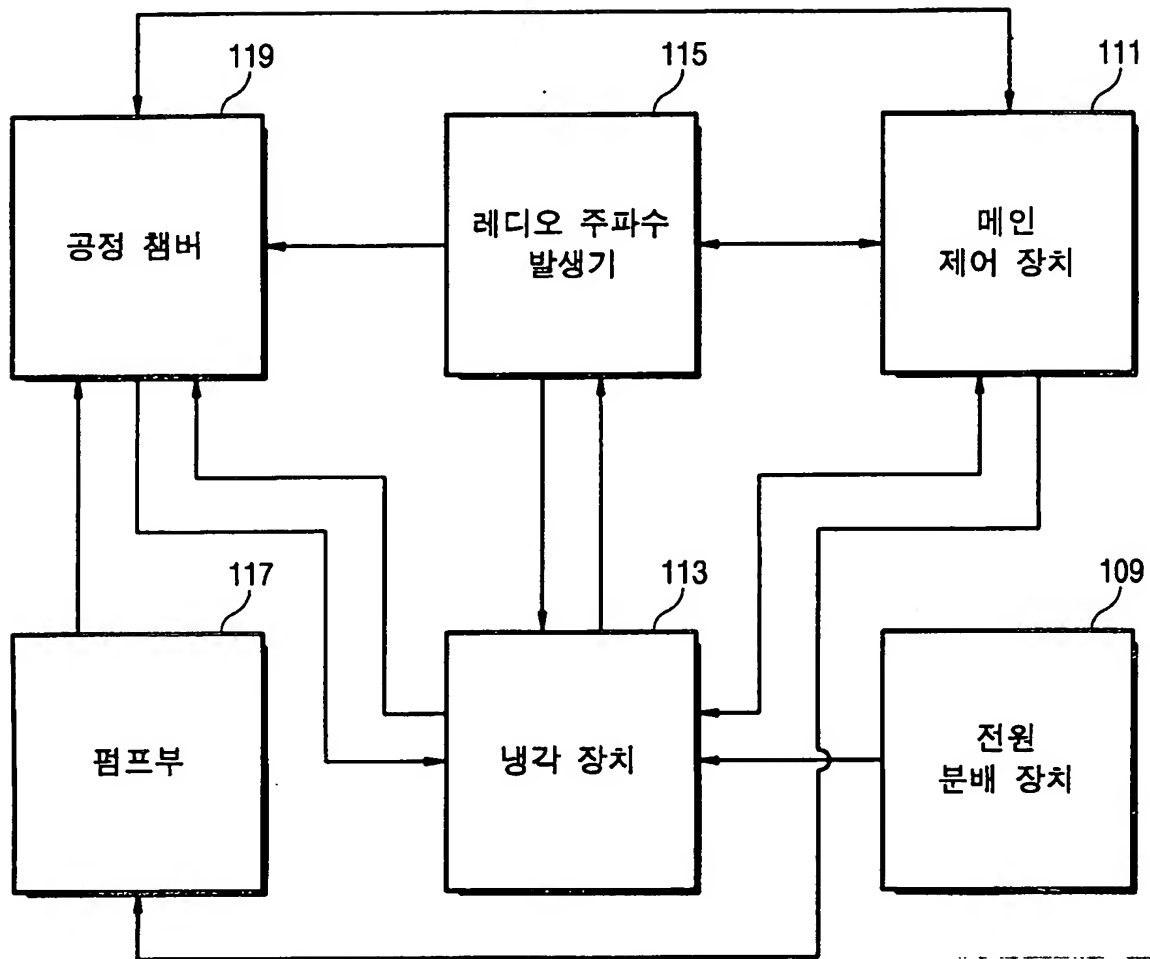 119
115
111
공정 챔버
레디오 주파수
발생기
메인
제어 장치
117
113
109
펌프부
냉각 장치
전원
분배 장치